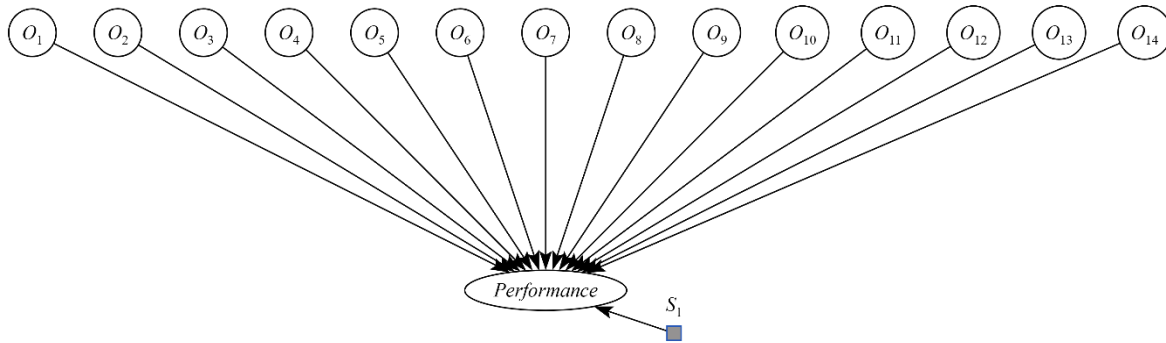 O₁ O₂ O₃ O₄ O₅ O₆ O₇ O₈ O₉ O₁₀ O₁₁ O₁₂ O₁₃ O₁₄
Performance
S₁